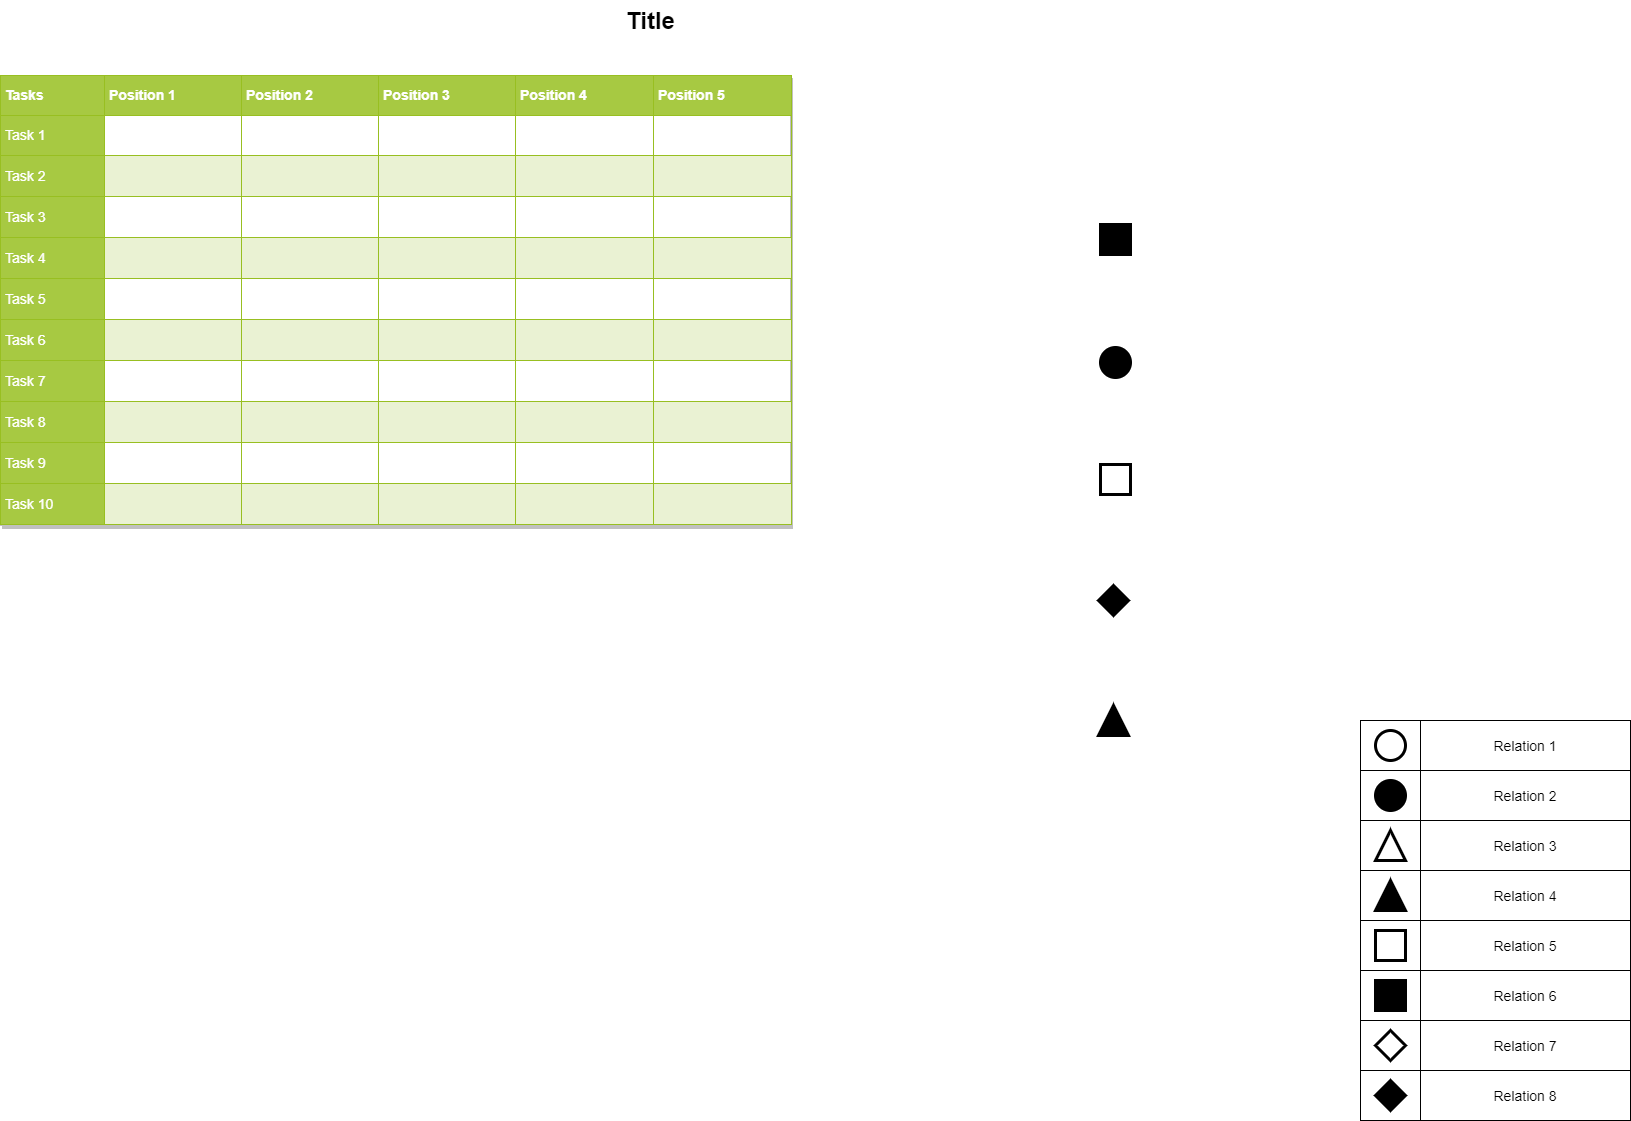 Title
Tasks Position 1 Position 2 Position 3 Position 4 Position 5
Task 1
Task 2
Task 3
Task 4
Task 5
Task 6
Task 7
Task 8
Task 9
Task 10
Relation 1
Relation 2
Relation 3
Relation 4
Relation 5
Relation 6
Relation 7
Relation 8